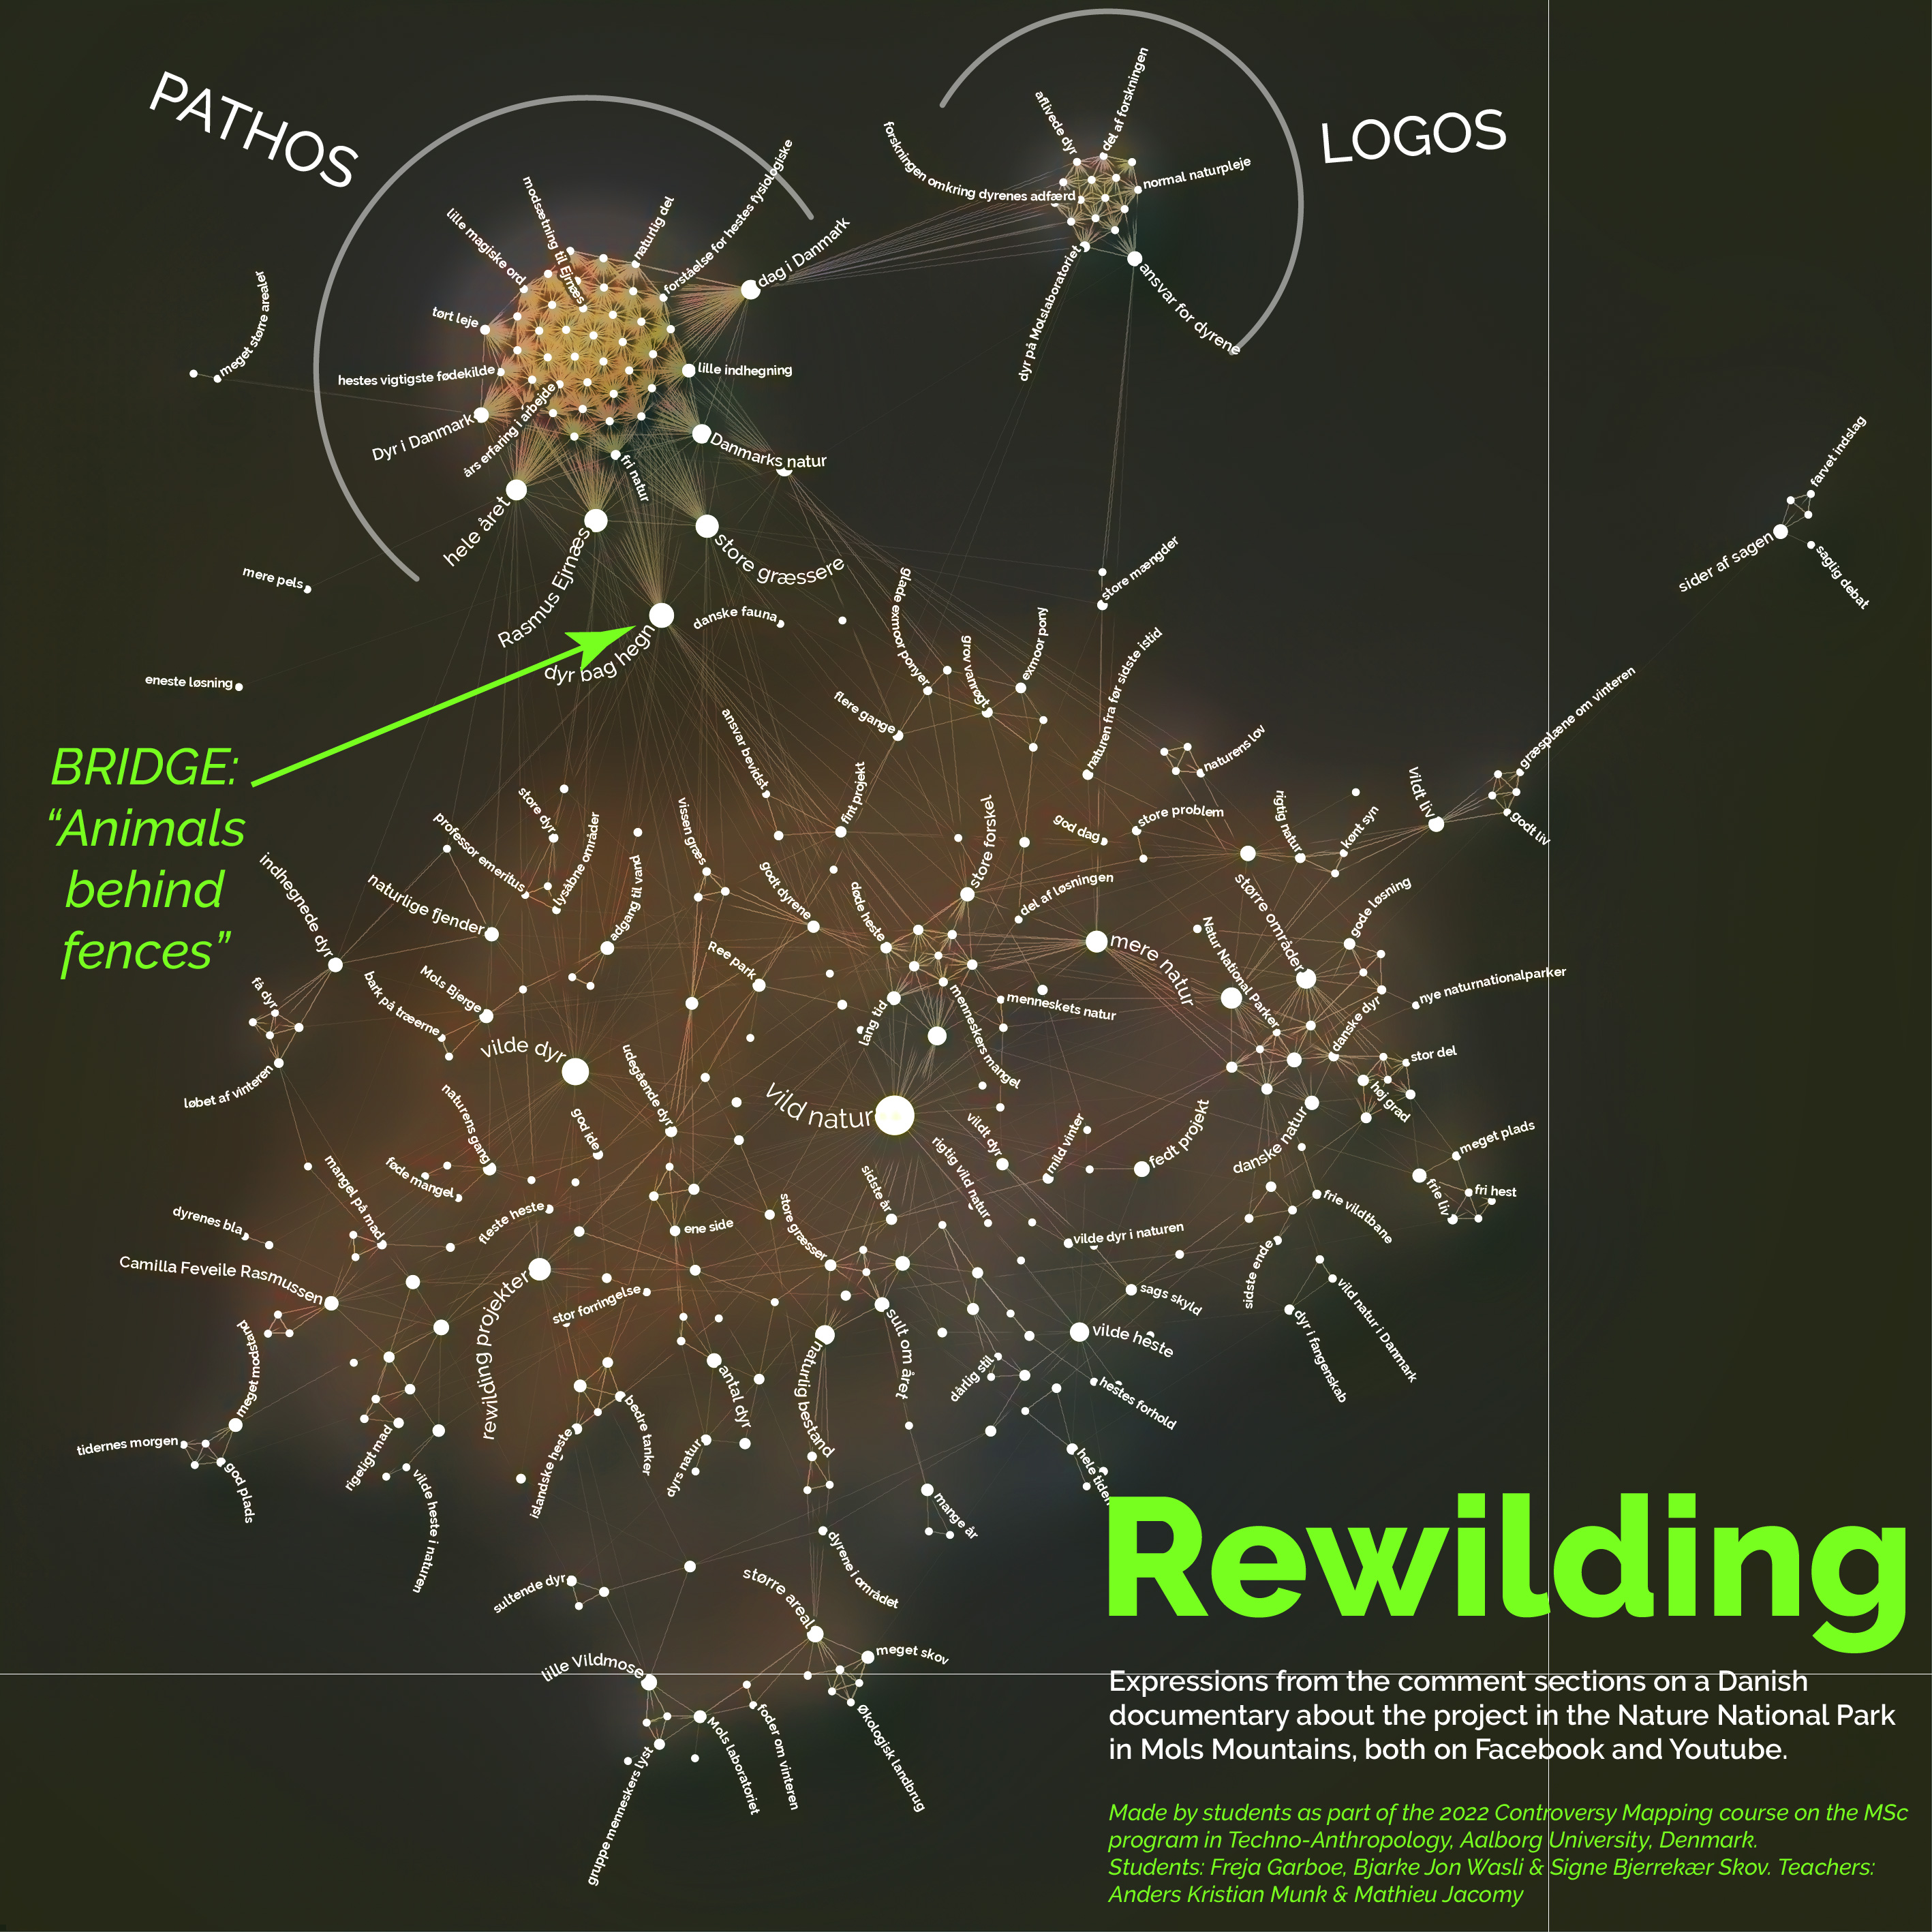 PATHOS
LOGOS
aflivede dyr
del af forskningen
forskningen omkring dyrenes adfærd
normal naturpleje
dyr på Molslaboratoriet
ansvar for dyrene
modsætning til Ejrnæs
lille magiske ord
naturlig del
forståelse for hestes fysiologiske
dag i Danmark
tørt leje
hestes vigtigste fødekilde
lille indhegning
Dyr i Danmark
års erfaring i arbejde
fri natur
Danmarks natur
hele året
Rasmus Ejrnæs
store græssere
dyr bag hegn
meget større arealer
mere pels
eneste løsning
danske fauna
farvet indslag
sider af sagen
saglig debat
store mængder
glade exmoor ponyer
grov vanrøgt
exmoor pony
flere gange
naturen fra før sidste istid
naturens lov
græsplæne om vinteren
vildt liv
godt liv
BRIDGE:
“Animals
behind
fences”
ansvar bevidst
fint projekt
store dyr
professor emeritus
lysåbne områder
adgang til vand
vissen græs
godt dyrene
døde heste
store forskel
god dag
store problem
rigtig natur
kønt syn
større områder
del af løsningen
gode løsning
indhegnede dyr
naturlige fjender
Mols Bjerge
bark på træerne
få dyr
løbet af vinteren
Ree park
mere natur
Natur National Parker
nye naturnationalparker
danske dyr
stor del
høj grad
lang tid
menneskets natur
menneskers mangel
vilde dyr
vild natur
udegående dyr
naturens gang
god ide
føde mangel
mangel på mad
vildt dyr
rigtig vild natur
mild vinter
fedt projekt
danske natur
meget plads
fri hest
frie liv
frie vildtbane
sidste ende
vild natur i Danmark
dyr i fangenskab
sidste år
store græsser
ene side
fleste heste
dyrenes bla
Camilla Feveile Rasmussen
rewilding projekter
stor forringelse
vilde dyr i naturen
sags skyld
vilde heste
sult om året
naturlig bestand
antal dyr
dårlig stil
hestes forhold
hele tiden
meget modstand
tidernes morgen
god plads
rigeligt mad
vilde heste i naturen
islandske heste
bedre tanker
dyrs natur
mange år
dyrene i området
sultende dyr
større areal
meget skov
lille Vildmose
Økologisk landbrug
foder om vinteren
Mols laboratoriet
gruppe menneskers lyst
Rewilding
Expressions from the comment sections on a Danish
documentary about the project in the Nature National Park
in Mols Mountains, both on Facebook and Youtube.
Made by students as part of the 2022 Controversy Mapping course on the MSc
program in Techno-Anthropology, Aalborg University, Denmark.
Students: Freja Garboe, Bjarke Jon Wasli & Signe Bjerrekær Skov. Teachers:
Anders Kristian Munk & Mathieu Jacomy